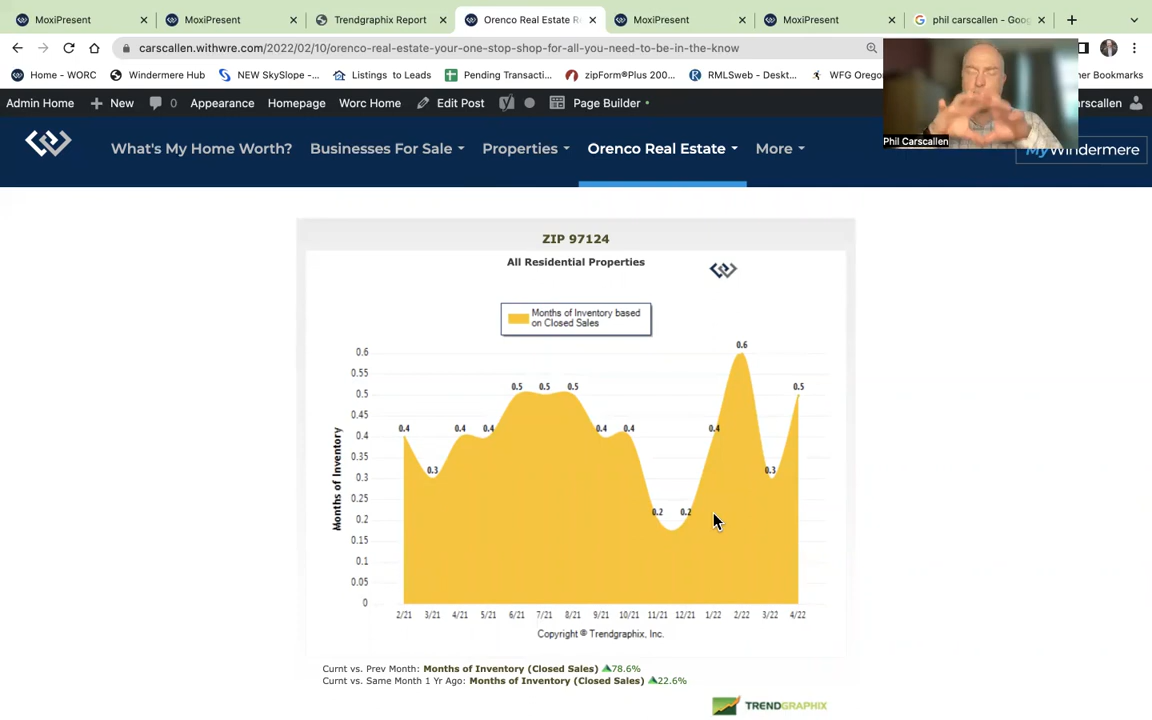 MoxiPresent
MoxiPresent
Trendgraphix Report
Orenco Real Estate R
MoxiPresent
MoxiPresent
phil carscallen - Goog
carscallen.withwre.com/2022/02/10/orenco-real-estate-your-one-stop-shop-for-all-you-need-to-be-in-the-know
Home - WORC
Windermere Hub
NEW SkySlope -...
Listings to Leads
Pending Transacti...
zipForm®Plus 200...
RMLSweb - Deskt...
WFG Orego
her Bookmarks
Admin Home
New
0
Appearance
Homepage
Worc Home
Edit Post
Page Builder
arscallen
Phil Carscallen
What's My Home Worth?
Businesses For Sale
Properties
Orenco Real Estate
More
MyWindermere
ZIP 97124
All Residential Properties
Months of Inventory based
on Closed Sales
Months of Inventory
0.6
0.55
0.5
0.45
0.4
0.35
0.3
0.25
0.2
0.15
0.1
0.05
0
0.4
0.3
0.4
0.4
0.5
0.5
0.5
0.4
0.4
0.2
0.2
0.4
0.6
0.3
0.5
2/21 3/21 4/21 5/21 6/21 7/21 8/21 9/21 10/21 11/21 12/21 1/22 2/22 3/22 4/22
Copyright ® Trendgraphix, Inc.
Curnt vs. Prev Month: Months of Inventory (Closed Sales) 78.6%
Curnt vs. Same Month 1 Yr Ago: Months of Inventory (Closed Sales) 22.6%
TRENDGRAPHIX